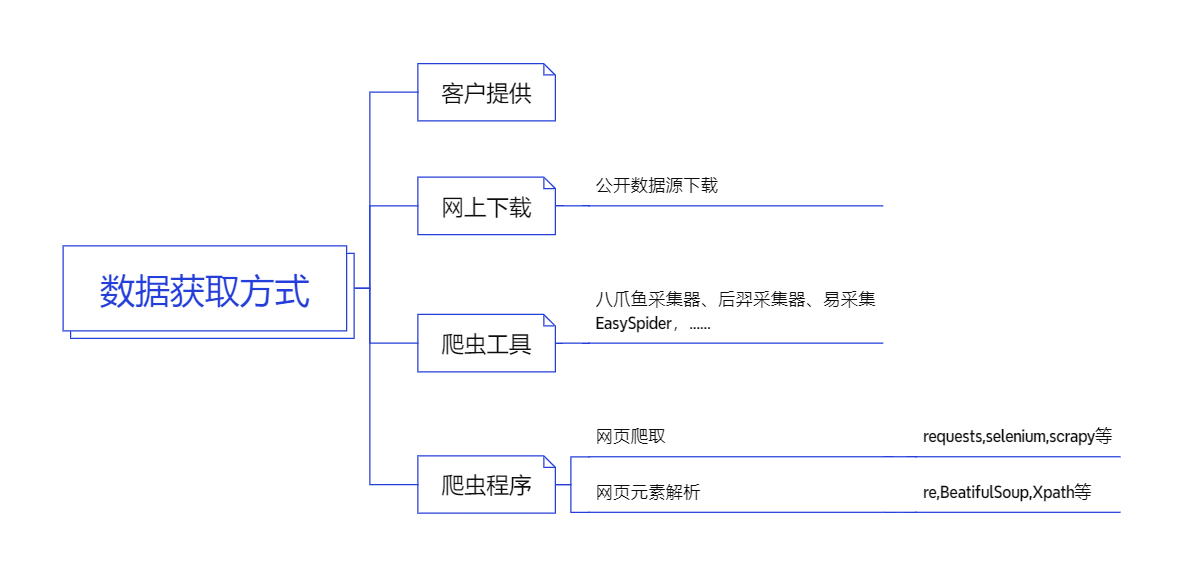 数据获取方式
客户提供
网上下载
公开数据源下载
爬虫工具
八爪鱼采集器、后羿采集器、易采集
EasySpider，......
爬虫程序
网页爬取
requests,selenium,scrapy等
网页元素解析
re,BeatifulSoup,Xpath等